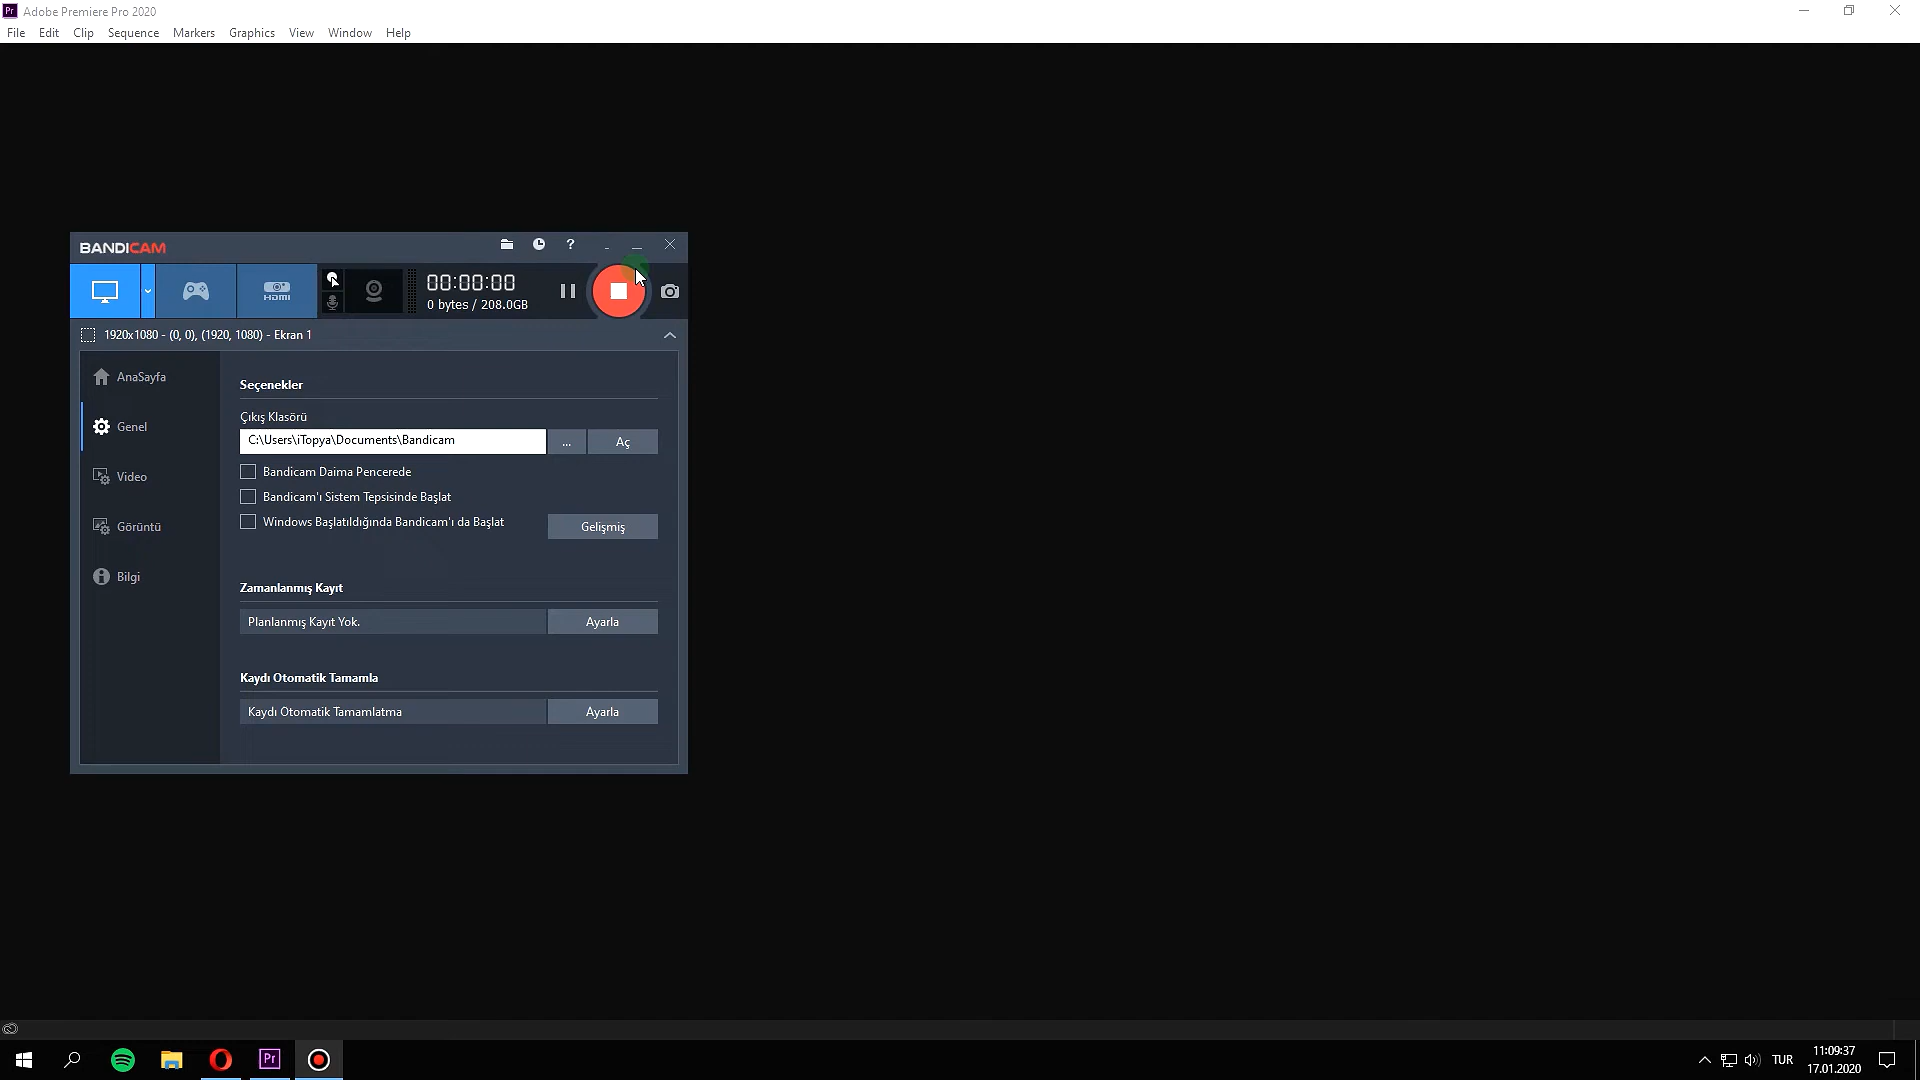 Adobe Premiere Pro 2020
File Edit Clip Sequence Markers Graphics View Window Help
BANDICAM
?
HDMI
00:00:00
0 bytes / 208.0GB
1920x1080 - (0, 0), (1920, 1080) - Ekran 1
AnaSayfa
Genel
Video
Görüntü
Bilgi
Seçenekler
Çıkış Klasörü
C:\Users\iTopya\Documents\Bandicam
... Aç
Bandicam Daima Pencerede
Bandicam'ı Sistem Tepsisinde Başlat
Windows Başlatıldığında Bandicam'ı da Başlat
Gelişmiş
Zamanlanmış Kayıt
Planlanmış Kayıt Yok. Ayarla
Kaydı Otomatik Tamamla
Kaydı Otomatik Tamamlatma Ayarla
Pr
TUR
11:09:37
17.01.2020